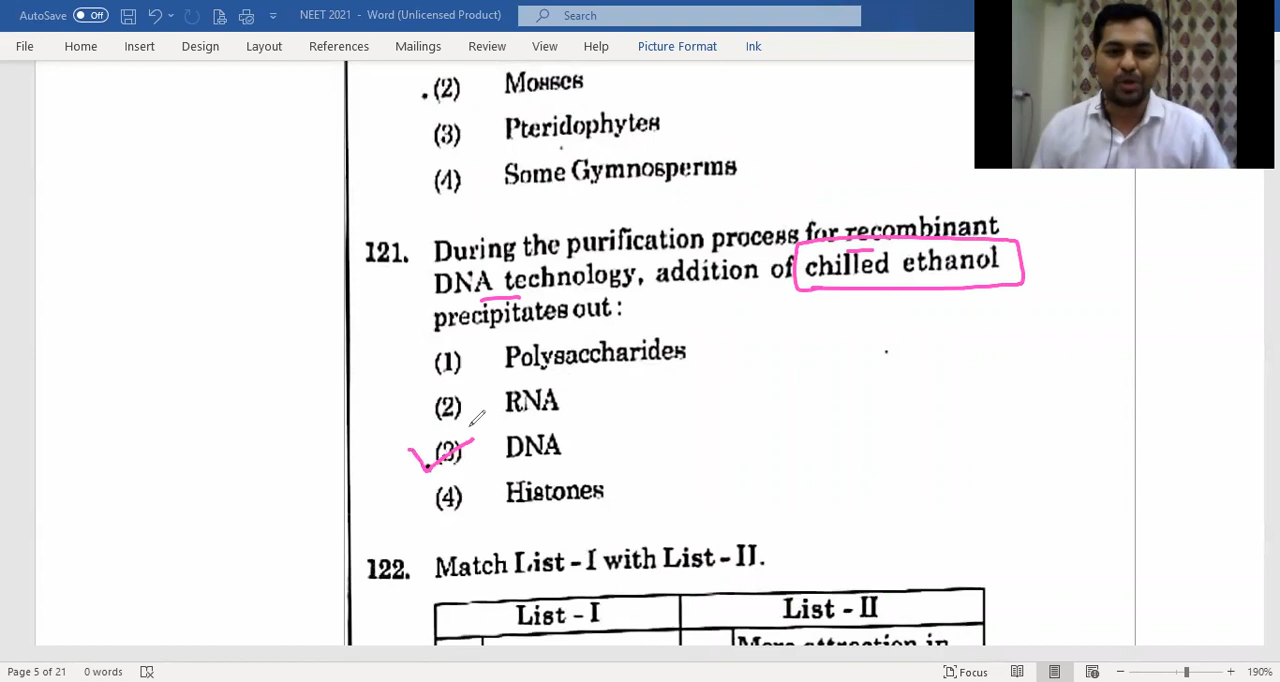 AutoSave Off NEET 2021 - Word (Unlicensed Product) Search
File Home Insert Design Layout References Mailings Review View Help Picture Format Ink
(2) Mosses
(3) Pteridophytes
(4) Some Gymnosperms
121. During the purification process for recombinant
DNA technology, addition of chilled ethanol
precipitates out :
(1) Polysaccharides
(2) RNA
(3) DNA
(4) Histones
122. Match List - I with List - II.
List - I List - II
More attraction in
Page 5 of 21 0 words Focus 190%